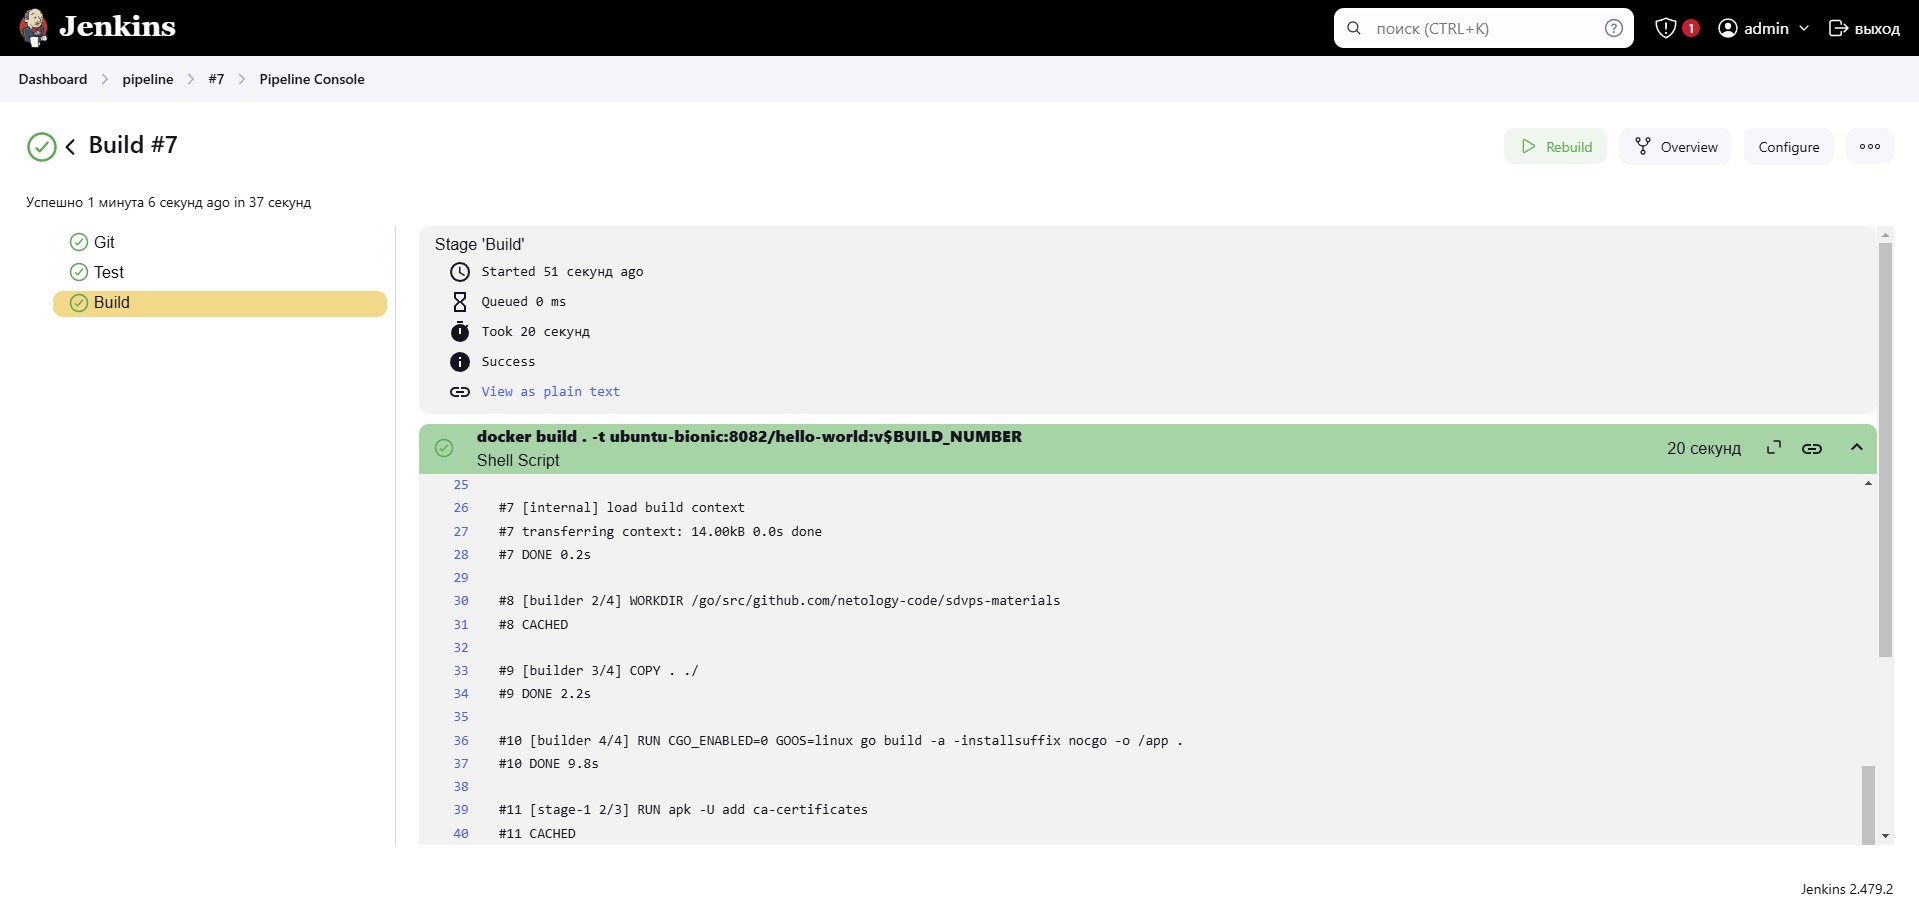 Jenkins
поиск (CTRL+K)
1
admin
выход
Dashboard pipeline #7 Pipeline Console
Build #7
Rebuild
Overview
Configure
Успешно 1 минута 6 секунд ago in 37 секунд
Git
Test
Build
Stage 'Build'
Started 51 секунд ago
Queued 0 ms
Took 20 секунд
Success
View as plain text
docker build . -t ubuntu-bionic:8082/hello-world:v$BUILD_NUMBER
Shell Script
20 секунд
25
26 #7 [internal] load build context
27 #7 transferring context: 14.00kB 0.0s done
28 #7 DONE 0.2s
29
30 #8 [builder 2/4] WORKDIR /go/src/github.com/netology-code/sdvps-materials
31 #8 CACHED
32
33 #9 [builder 3/4] COPY . ./
34 #9 DONE 2.2s
35
36 #10 [builder 4/4] RUN CGO_ENABLED=0 GOOS=linux go build -a -installsuffix nocgo -o /app .
37 #10 DONE 9.8s
38
39 #11 [stage-1 2/3] RUN apk -U add ca-certificates
40 #11 CACHED
Jenkins 2.479.2